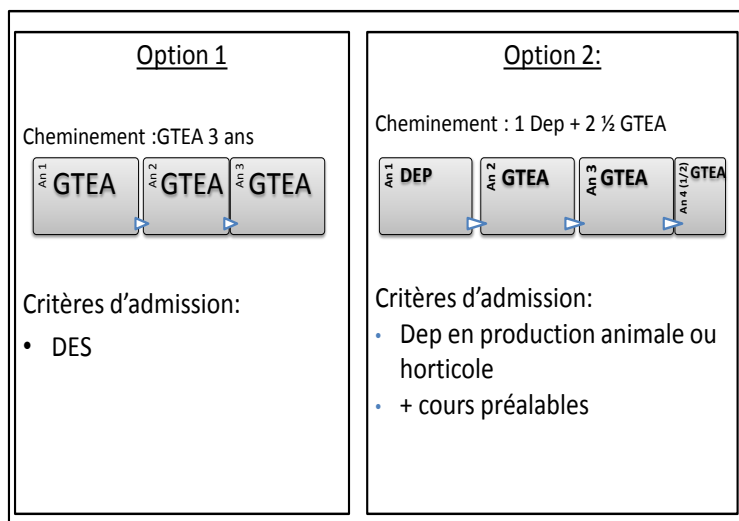 Option 1
Cheminement :GTEA 3 ans
An 1 GTEA An 2 GTEA An 3 GTEA
Critères d’admission:
• DES
Option 2:
Cheminement : 1 Dep + 2 ½ GTEA
An 1 DEP An 2 GTEA An 3 GTEA An 4 (1/2) GTEA
Critères d’admission:
• Dep en production animale ou
horticole
• + cours préalables